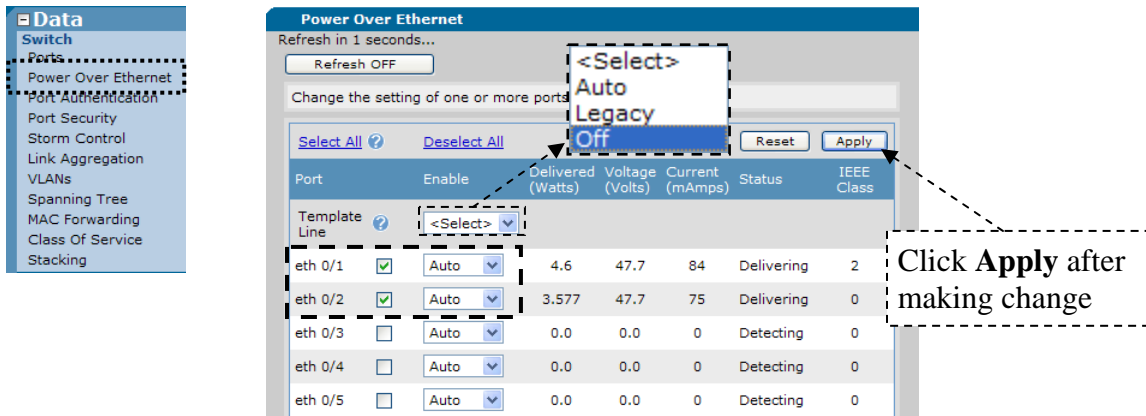 Data
Switch
Ports
Power Over Ethernet
Port Authentication
Port Security
Storm Control
Link Aggregation
VLANs
Spanning Tree
MAC Forwarding
Class Of Service
Stacking
Power Over Ethernet
Refresh in 1 seconds...
Refresh OFF
Change the setting of one or more ports
<Select>
Auto
Legacy
Off
Select All ? Deselect All Reset Apply
Port Enable Delivered (Watts) Voltage (Volts) Current (mAmps) Status IEEE Class
Template Line ? <Select>
eth 0/1 Auto 4.6 47.7 84 Delivering 2
eth 0/2 Auto 3.577 47.7 75 Delivering 0
eth 0/3 Auto 0.0 0.0 0 Detecting 0
eth 0/4 Auto 0.0 0.0 0 Detecting 0
eth 0/5 Auto 0.0 0.0 0 Detecting 0
Click Apply after
making change